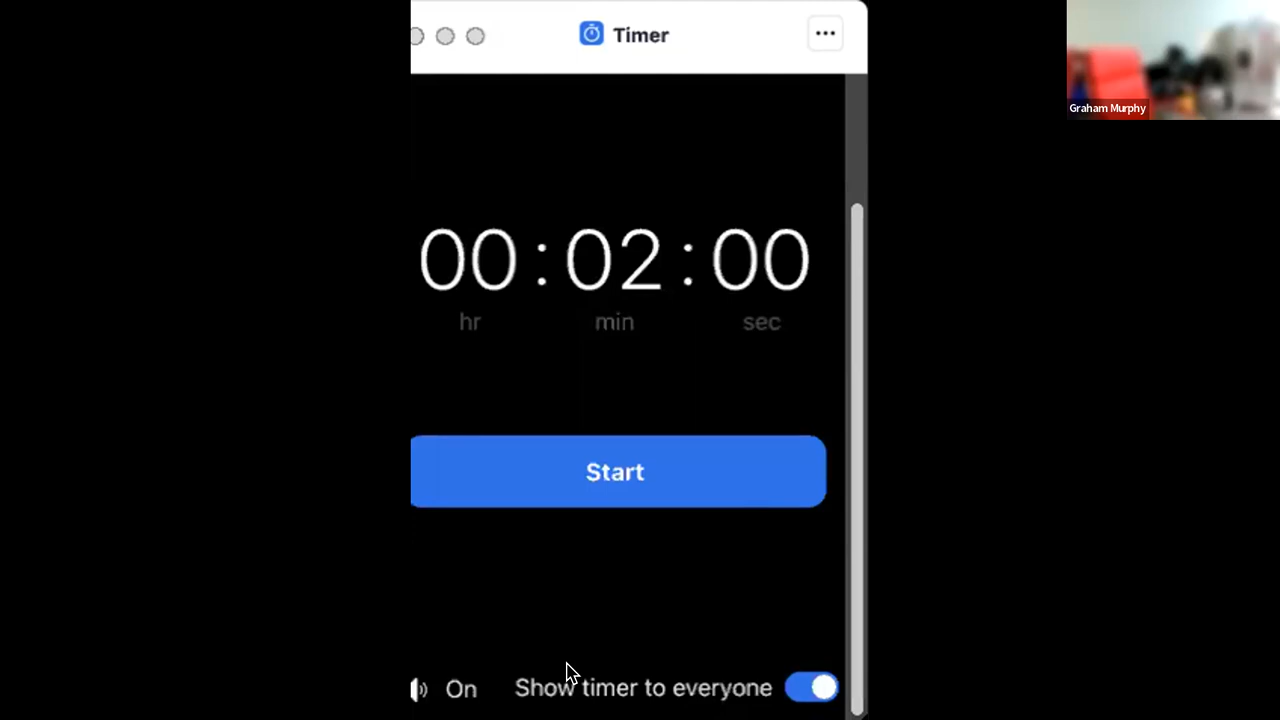 Timer
Graham Murphy
00 : 02 : 00
hr min sec
Start
On Show timer to everyone